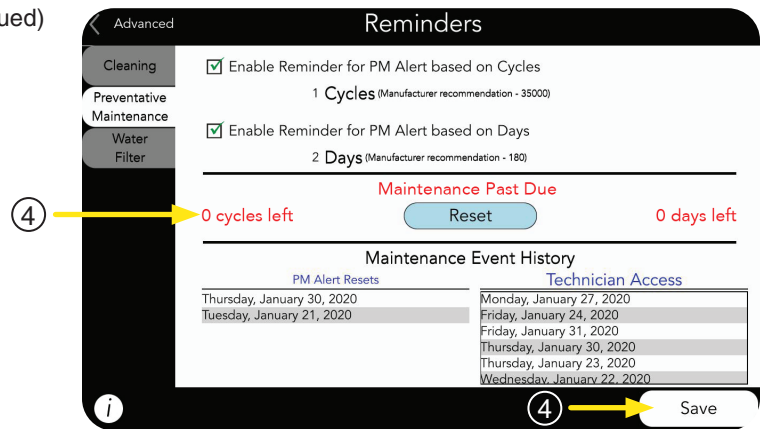 ued)
Advanced
Reminders
Cleaning
Preventative
Maintenance
Water
Filter
Enable Reminder for PM Alert based on Cycles
1 Cycles (Manufacturer recommendation - 35000)
Enable Reminder for PM Alert based on Days
2 Days (Manufacturer recommendation - 180)
Maintenance Past Due
4
0 cycles left
Reset
0 days left
Maintenance Event History
PM Alert Resets
Thursday, January 30, 2020
Tuesday, January 21, 2020
Technician Access
Monday, January 27, 2020
Friday, January 24, 2020
Friday, January 31, 2020
Thursday, January 30, 2020
Thursday, January 23, 2020
Wednesday, January 22, 2020
i
4
Save